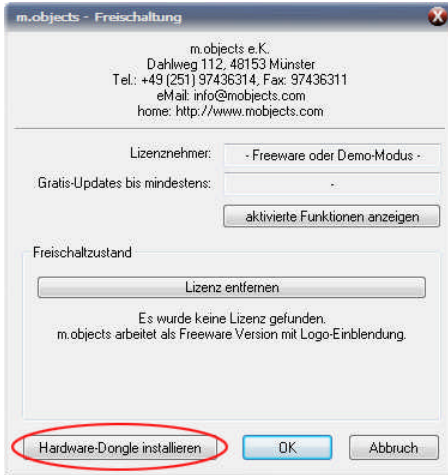 m.objects - Freischaltung
m.objects e.K.
Dahlweg 112, 48153 Münster
Tel.: +49 (251) 97436314, Fax: 97436311
eMail: info@mobjects.com
home: http://www.mobjects.com
Lizenznehmer:
- Freeware oder Demo-Modus -
Gratis-Updates bis mindestens:
-
aktivierte Funktionen anzeigen
Freischaltzustand
Lizenz entfernen
Es wurde keine Lizenz gefunden.
m.objects arbeitet als Freeware Version mit Logo-Einblendung.
Hardware-Dongle installieren
OK
Abbruch